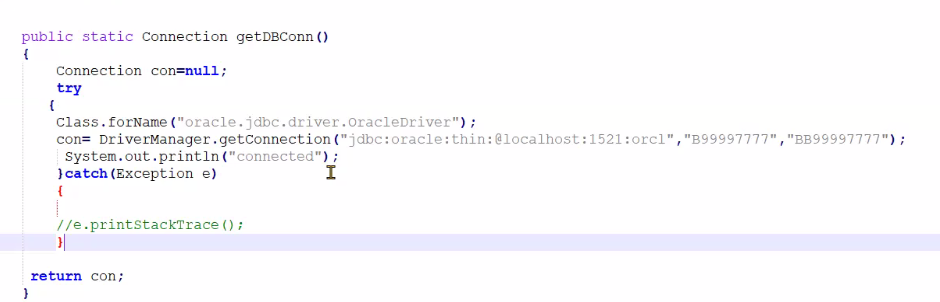 public static Connection getDBConn()
{
Connection con=null;
try
{
Class.forName("oracle.jdbc.driver.OracleDriver");
con= DriverManager.getConnection("jdbc:oracle:thin:@localhost:1521:orcl","B99997777","BB99997777");
System.out.println("connected");
}catch(Exception e)
{
//e.printStackTrace();
}
return con;
}